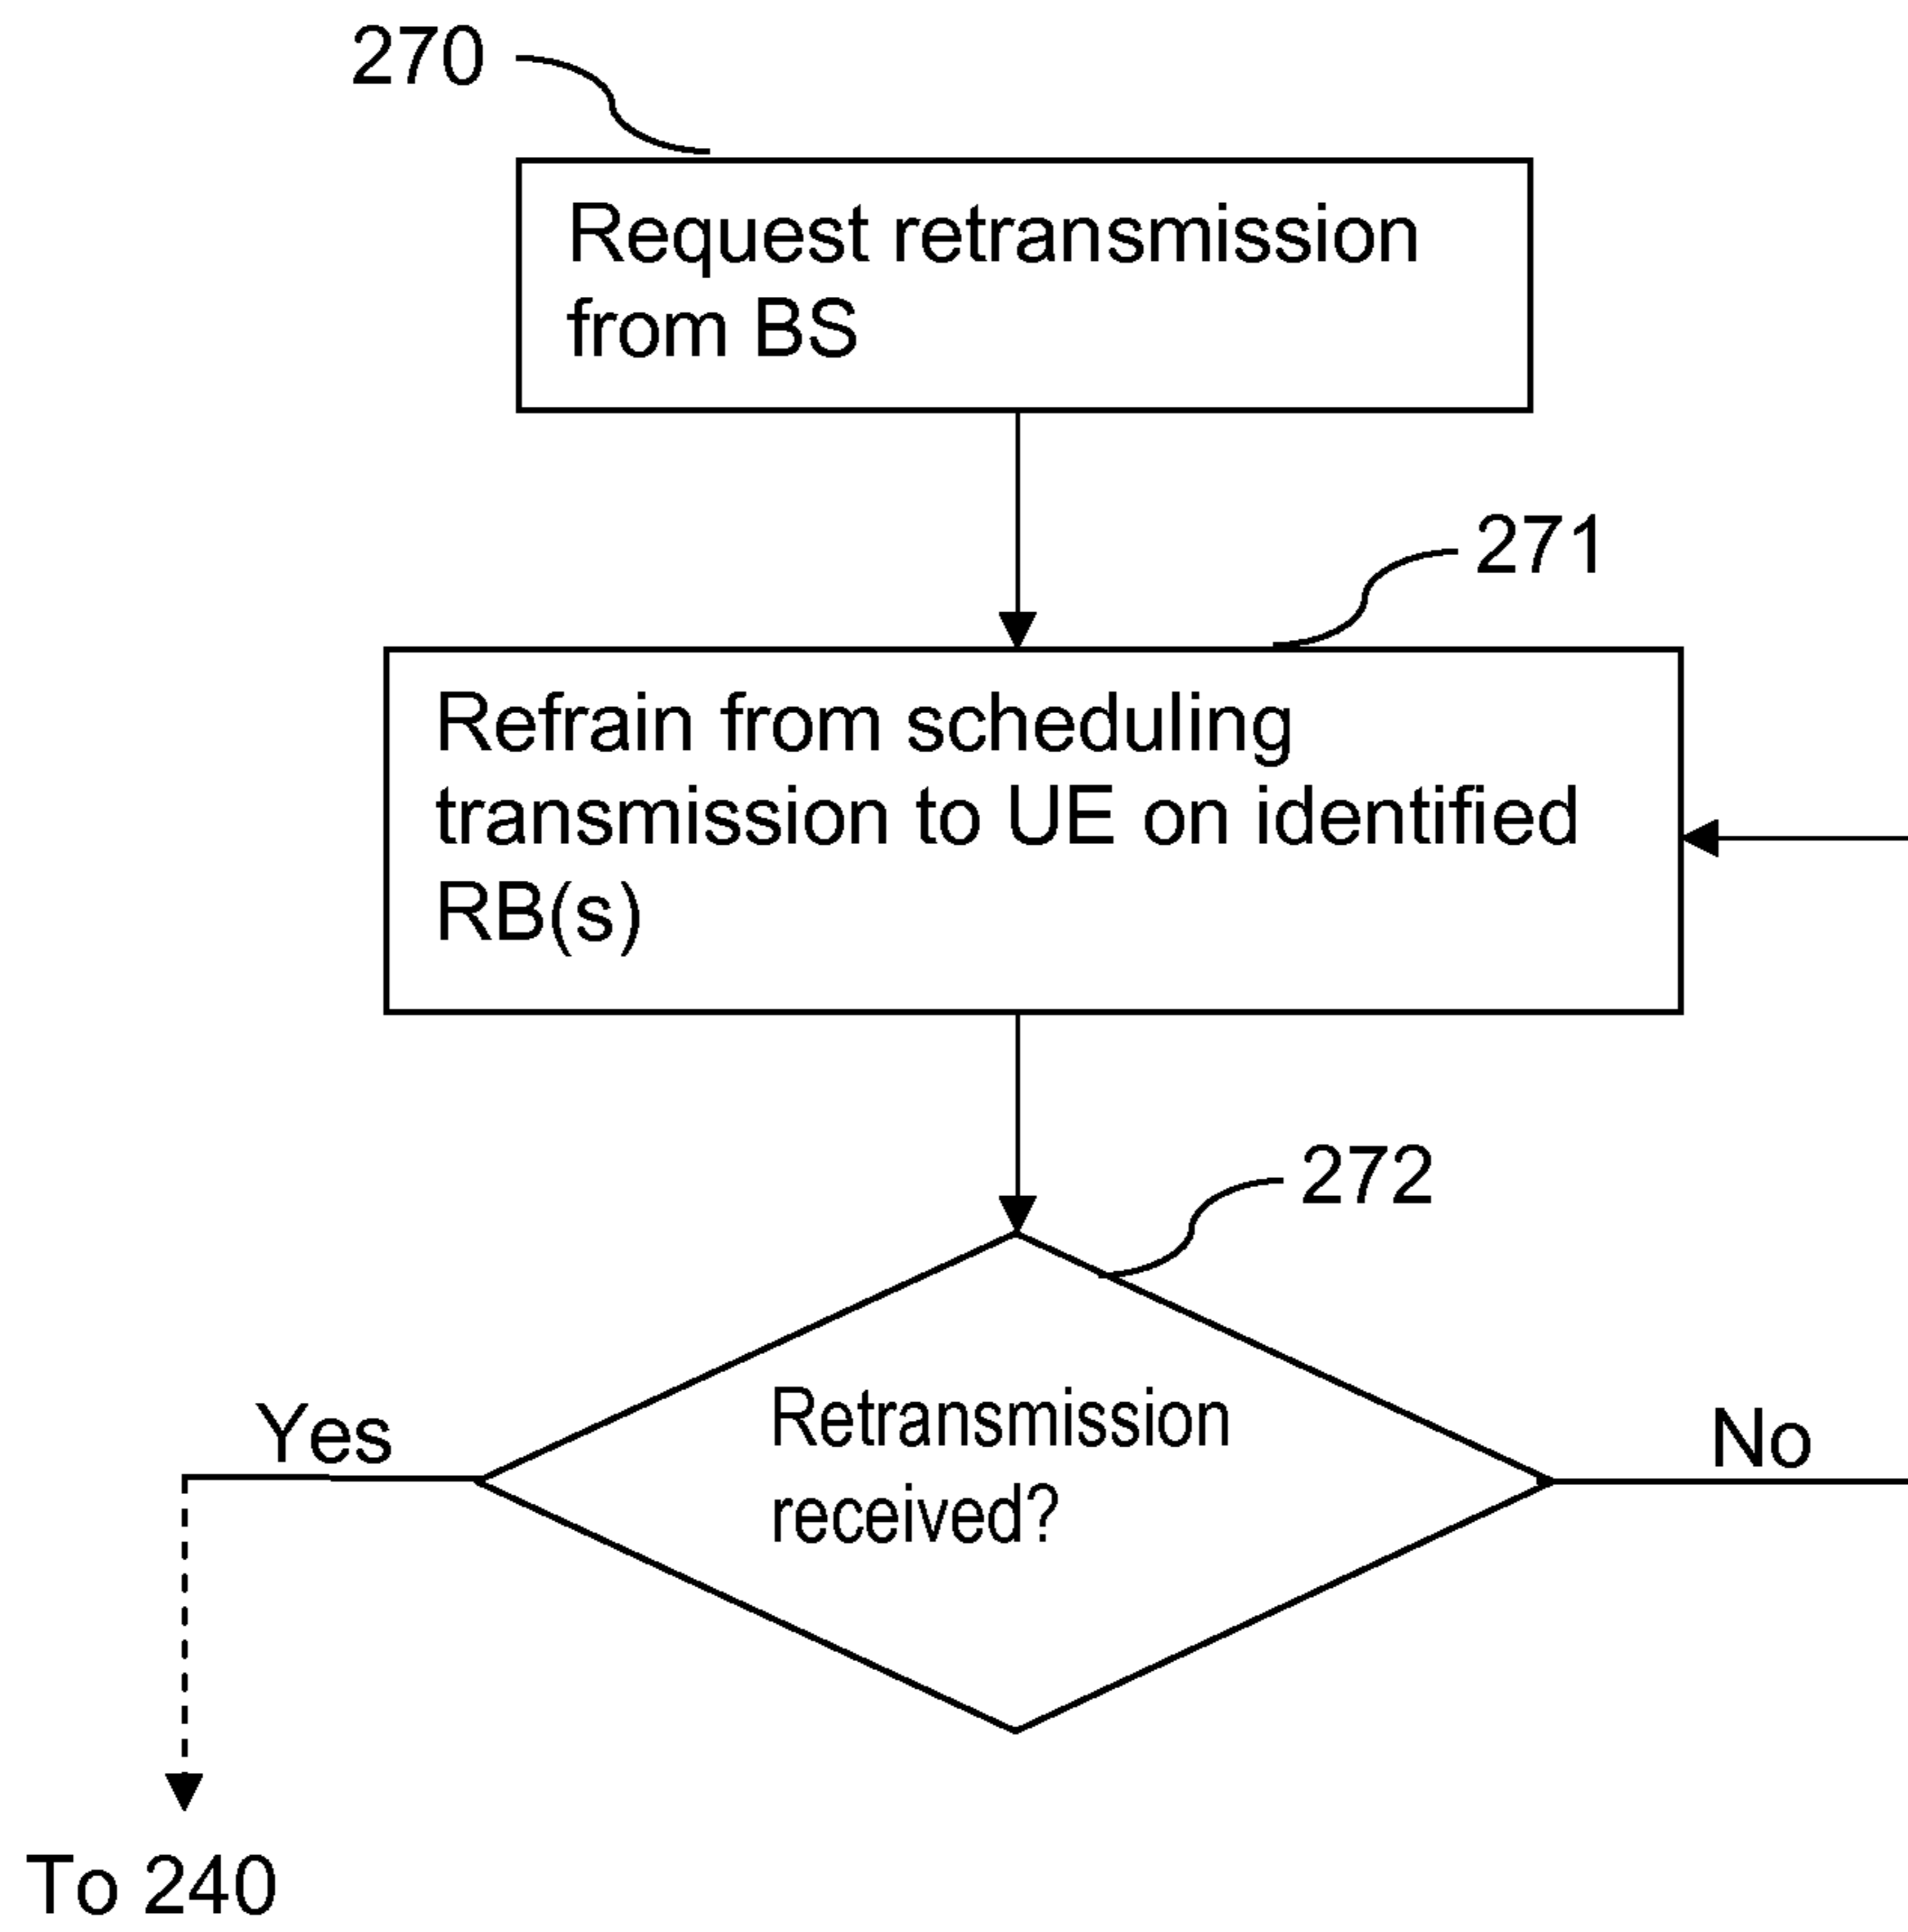 270
Request retransmission
from BS
271
Refrain from scheduling
transmission to UE on identified
RB(s)
272
Retransmission
received?
Yes
No
To 240